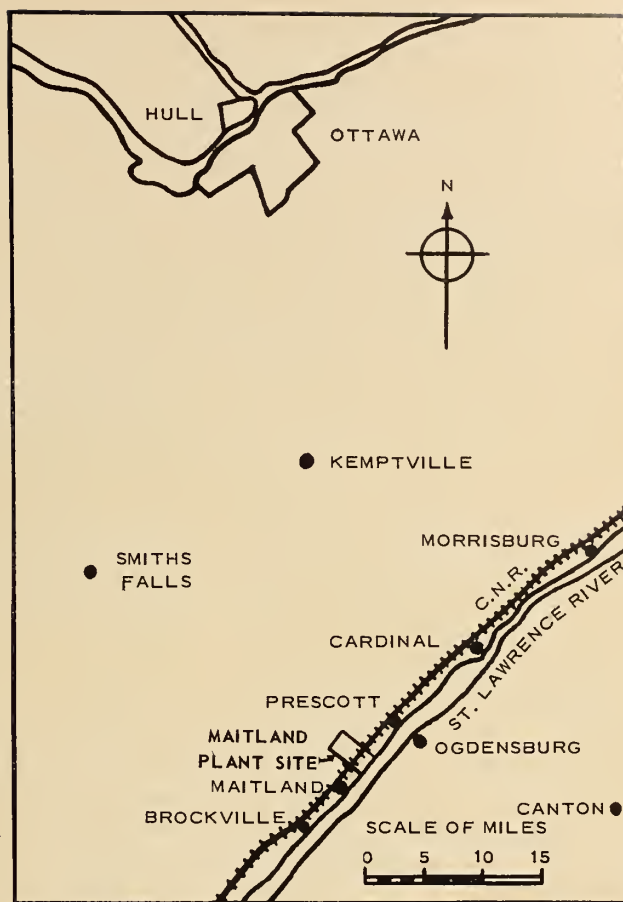 HULL
OTTAWA
N
KEMPTVILLE
SMITHS
FALLS
MORRISBURG
C.N.R.
ST. LAWRENCE RIVER
CARDINAL
PRESCOTT
MAITLAND
PLANT SITE
OGDENSBURG
MAITLAND
BROCKVILLE
CANTON
SCALE OF MILES
0 5 10 15